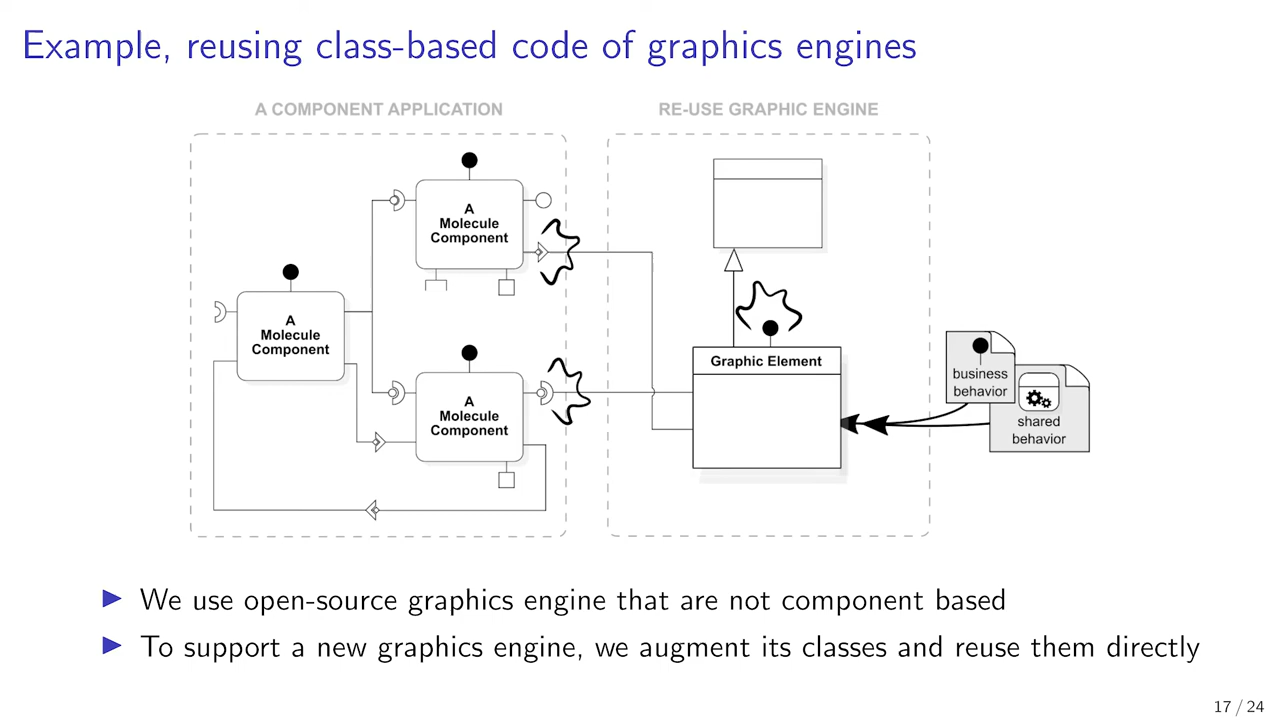 Example, reusing class-based code of graphics engines
A COMPONENT APPLICATION
RE-USE GRAPHIC ENGINE
A
Molecule
Component
A
Molecule
Component
A
Molecule
Component
Graphic Element
business
behavior
shared
behavior
We use open-source graphics engine that are not component based
To support a new graphics engine, we augment its classes and reuse them directly
17 / 24